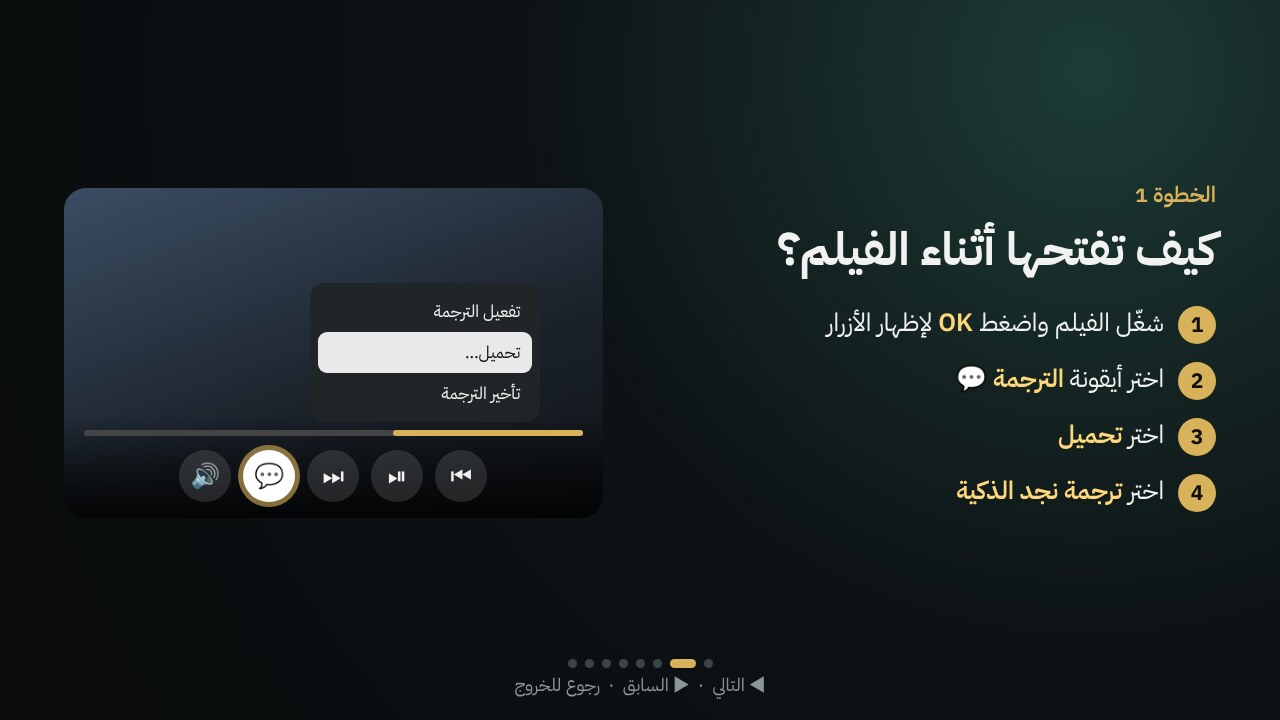 الخطوة 1
كيف تفتحها أثناء الفيلم؟
1 شغّل الفيلم واضغط OK لإظهار الأزرار
2 اختر أيقونة الترجمة 💬
3 اختر تحميل
4 اختر ترجمة نجد الذكية
تفعيل الترجمة
تحميل...
تأخير الترجمة
◀ التالي · ▶ السابق · رجوع للخروج